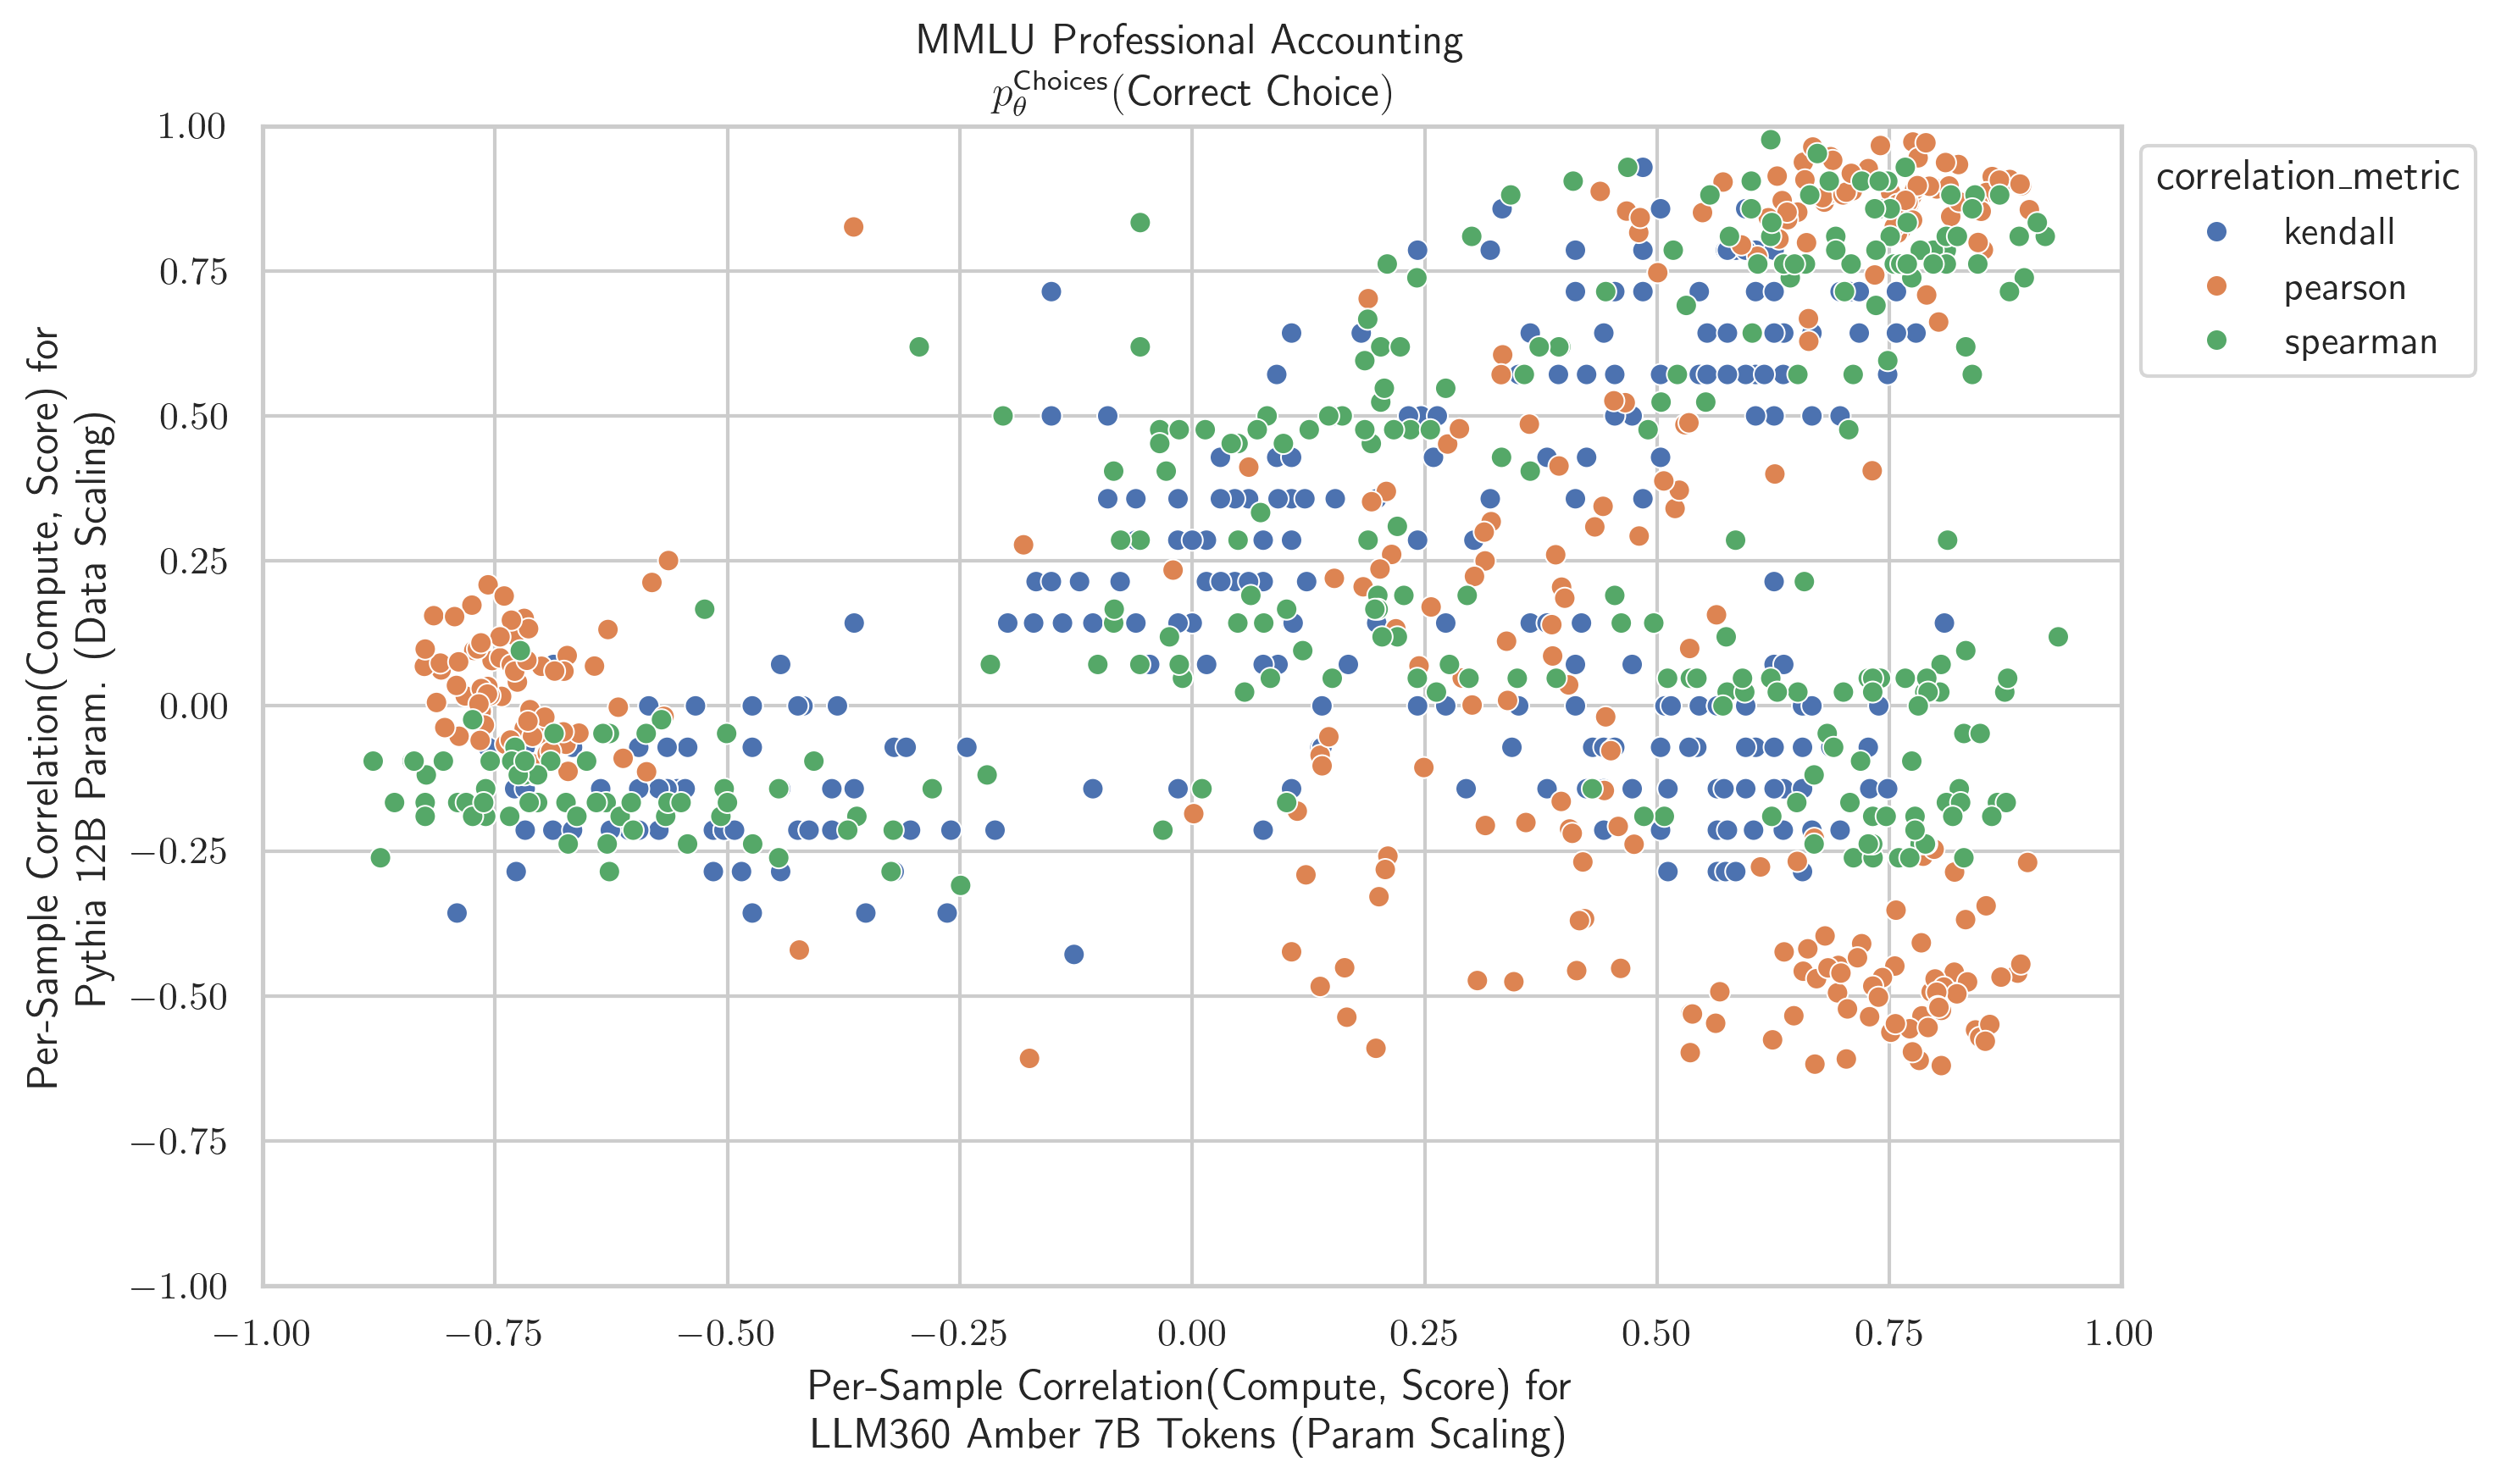 MMLU Professional Accounting
p_θ^Choices(Correct Choice)
1.00
0.75
0.50
0.25
0.00
−0.25
−0.50
−0.75
−1.00
Per-Sample Correlation(Compute, Score) for
Pythia 12B Param. (Data Scaling)
correlation_metric
kendall
pearson
spearman
−1.00 −0.75 −0.50 −0.25 0.00 0.25 0.50 0.75 1.00
Per-Sample Correlation(Compute, Score) for
LLM360 Amber 7B Tokens (Param Scaling)